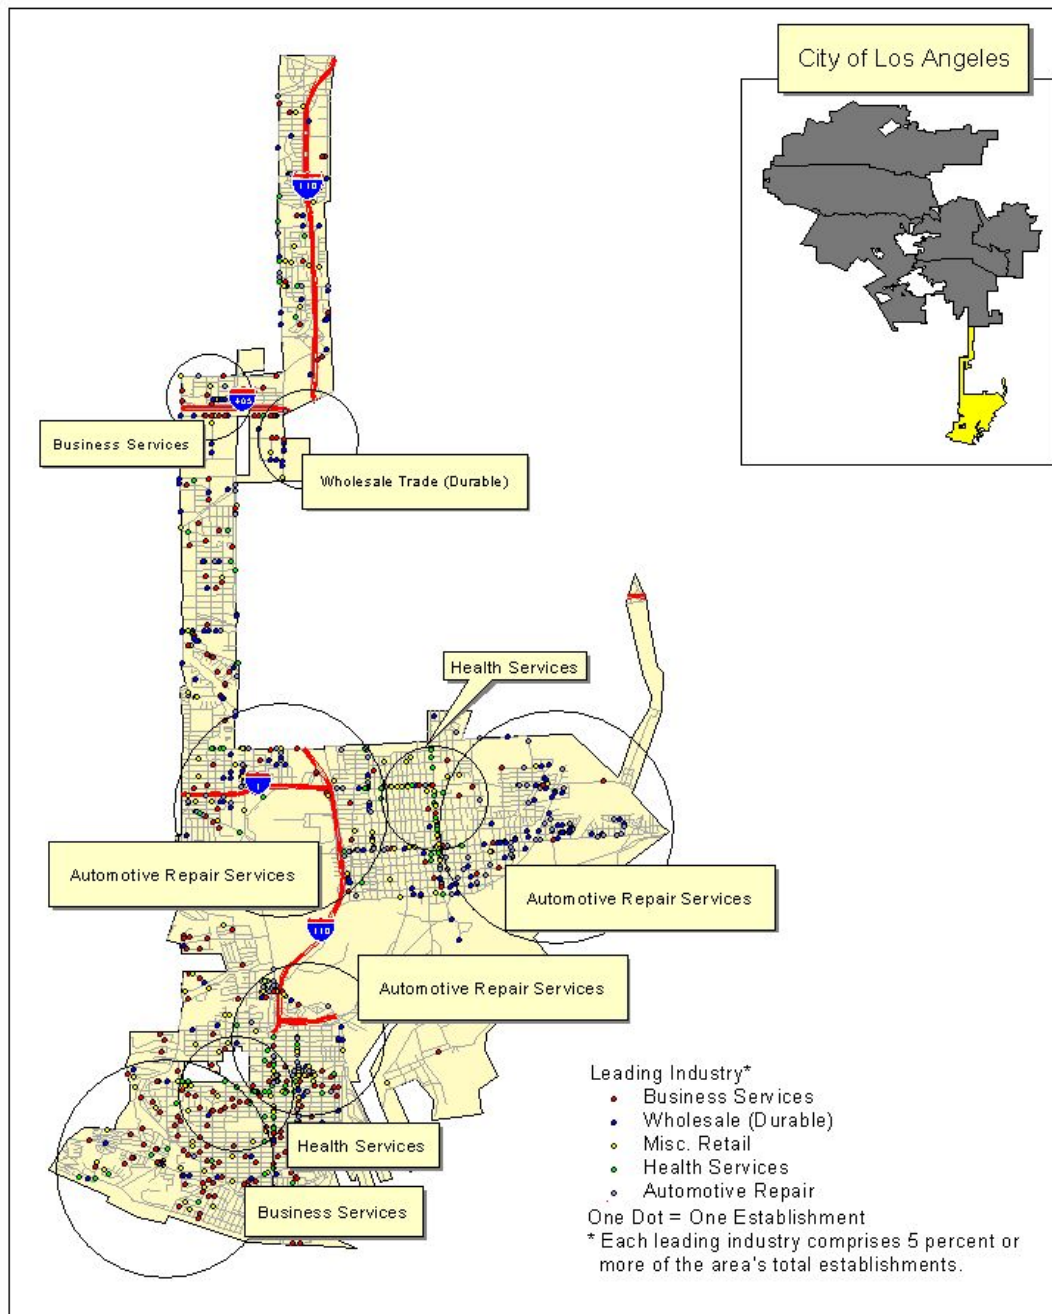 City of Los Angeles
110
405
Business Services
Wholesale Trade (Durable)
Health Services
1
Automotive Repair Services
Automotive Repair Services
110
Automotive Repair Services
Health Services
Business Services
Leading Industry*
Business Services
Wholesale (Durable)
Misc. Retail
Health Services
Automotive Repair
One Dot = One Establishment
* Each leading industry comprises 5 percent or
more of the area's total establishments.